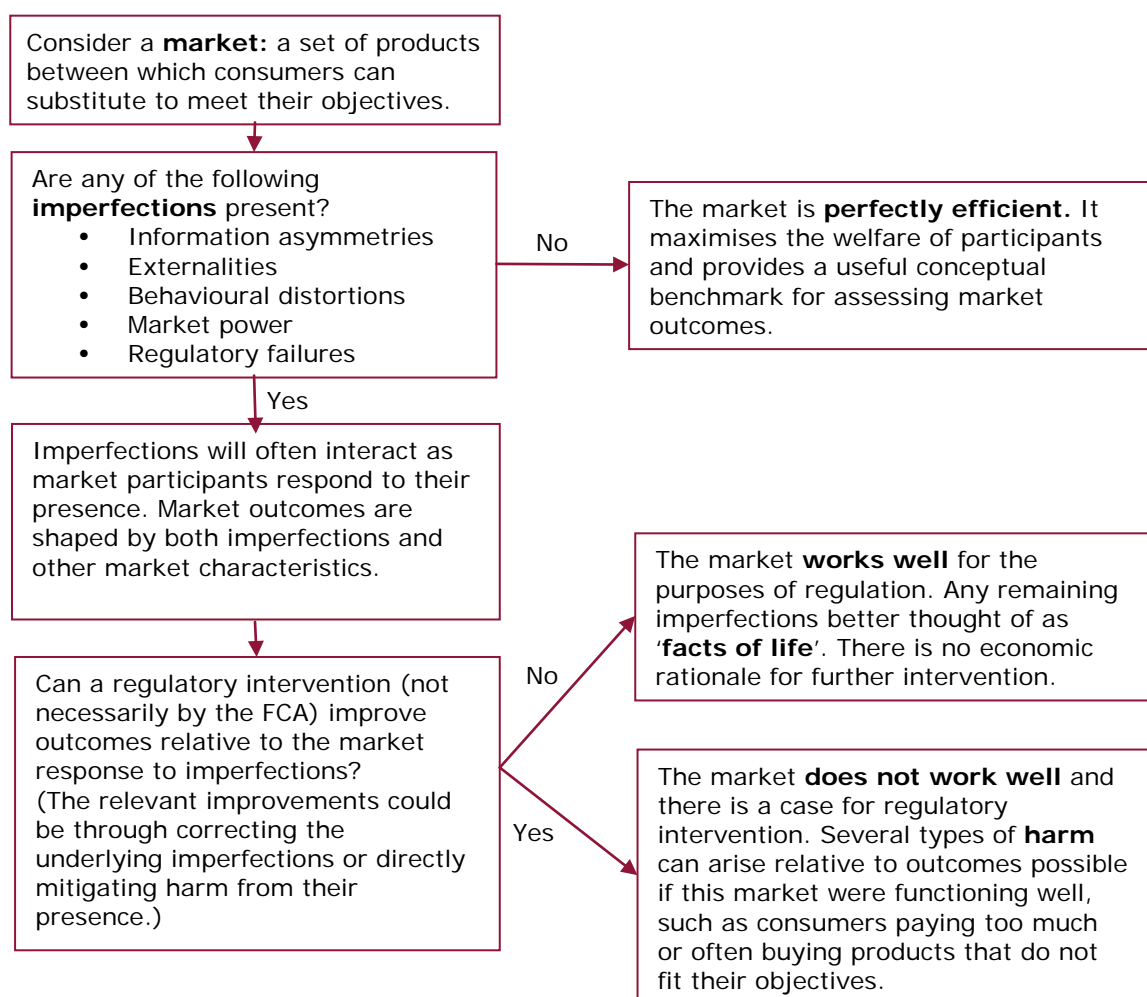 Consider a market: a set of products
between which consumers can
substitute to meet their objectives.
Are any of the following
imperfections present?
• Information asymmetries
• Externalities
• Behavioural distortions
• Market power
• Regulatory failures
No
The market is perfectly efficient. It
maximises the welfare of participants
and provides a useful conceptual
benchmark for assessing market
outcomes.
Yes
Imperfections will often interact as
market participants respond to their
presence. Market outcomes are
shaped by both imperfections and
other market characteristics.
Can a regulatory intervention (not
necessarily by the FCA) improve
outcomes relative to the market
response to imperfections?
(The relevant improvements could
be through correcting the
underlying imperfections or directly
mitigating harm from their
presence.)
No
The market works well for the
purposes of regulation. Any remaining
imperfections better thought of as
‘facts of life’. There is no economic
rationale for further intervention.
Yes
The market does not work well and
there is a case for regulatory
intervention. Several types of harm
can arise relative to outcomes possible
if this market were functioning well,
such as consumers paying too much
or often buying products that do not
fit their objectives.